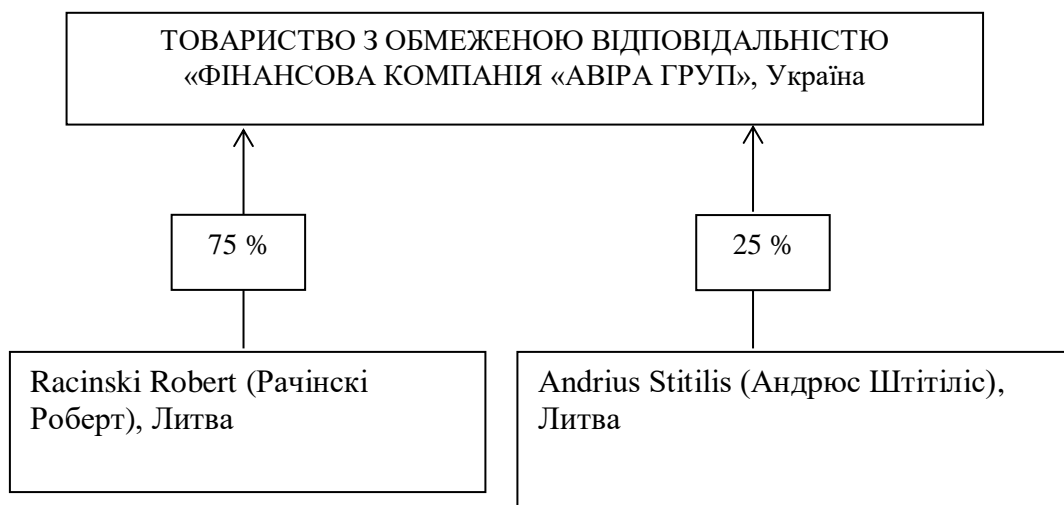 ТОВАРИСТВО З ОБМЕЖЕНОЮ ВІДПОВІДАЛЬНІСТЮ
«ФІНАНСОВА КОМПАНІЯ «АВІРА ГРУП», Україна
75 %
25 %
Racinski Robert (Рачінскі
Роберт), Литва
Andrius Stitilis (Андрюс Штітіліс),
Литва